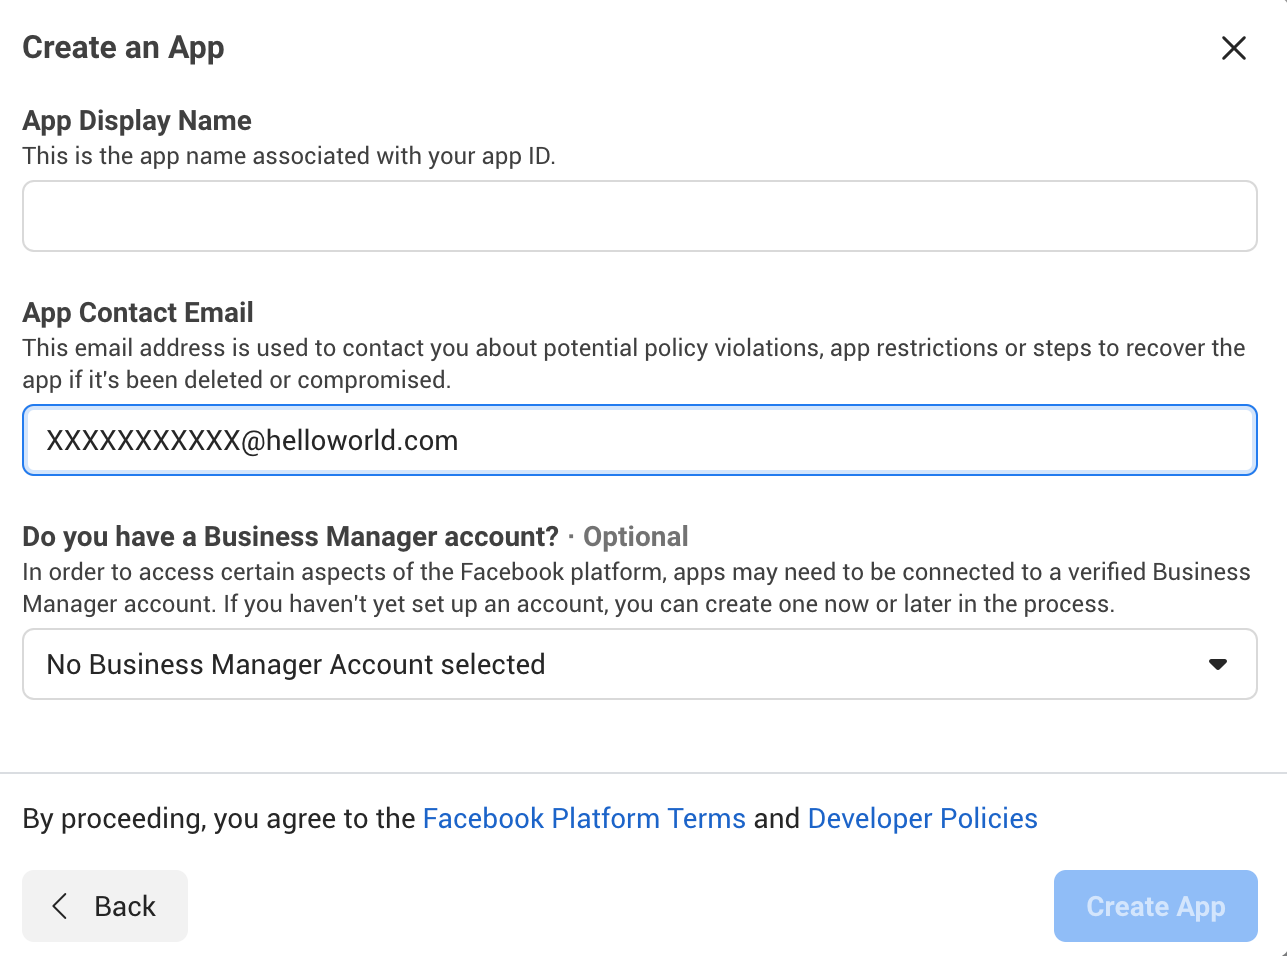 Create an App
App Display Name
This is the app name associated with your app ID.
App Contact Email
This email address is used to contact you about potential policy violations, app restrictions or steps to recover the
app if it's been deleted or compromised.
XXXXXXXXXXX@helloworld.com
Do you have a Business Manager account? · Optional
In order to access certain aspects of the Facebook platform, apps may need to be connected to a verified Business
Manager account. If you haven't yet set up an account, you can create one now or later in the process.
No Business Manager Account selected
By proceeding, you agree to the Facebook Platform Terms and Developer Policies
Back
Create App